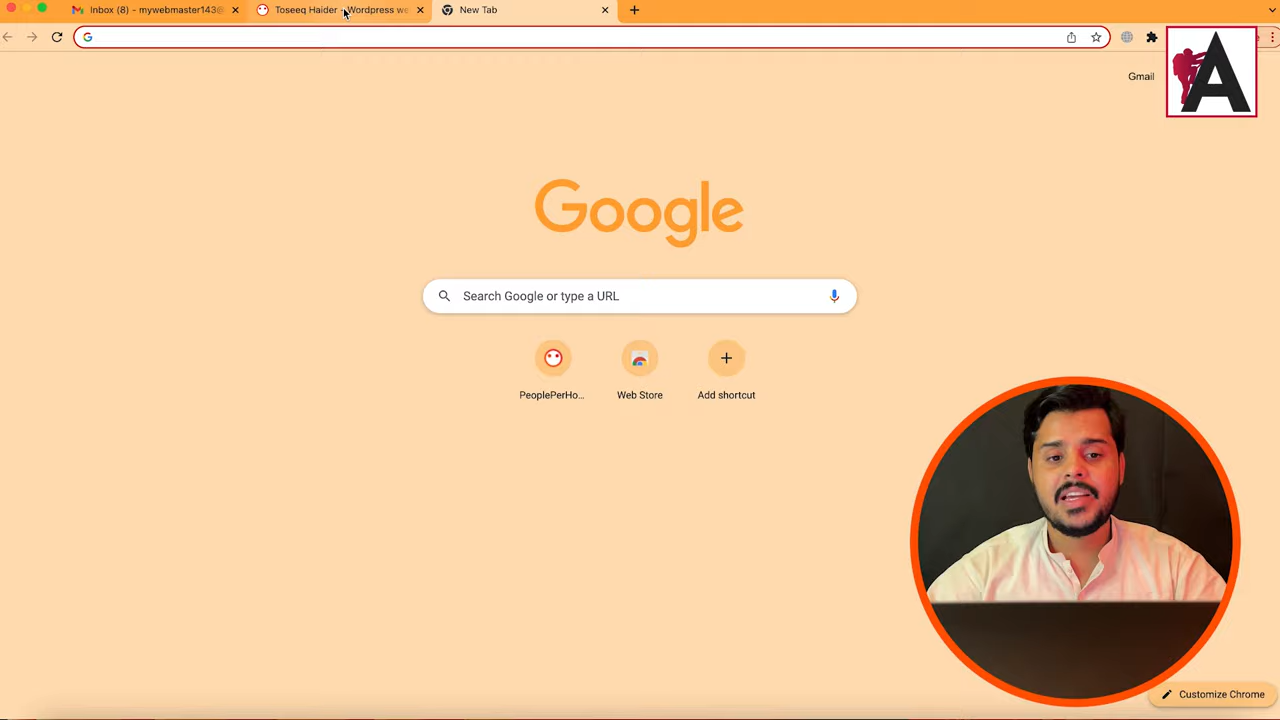 Inbox (8) - mywebmaster143@
Toseeq Haider - Wordpress we
New Tab
Gmail
A
Google
Search Google or type a URL
PeoplePerHo...
Web Store
Add shortcut
Customize Chrome